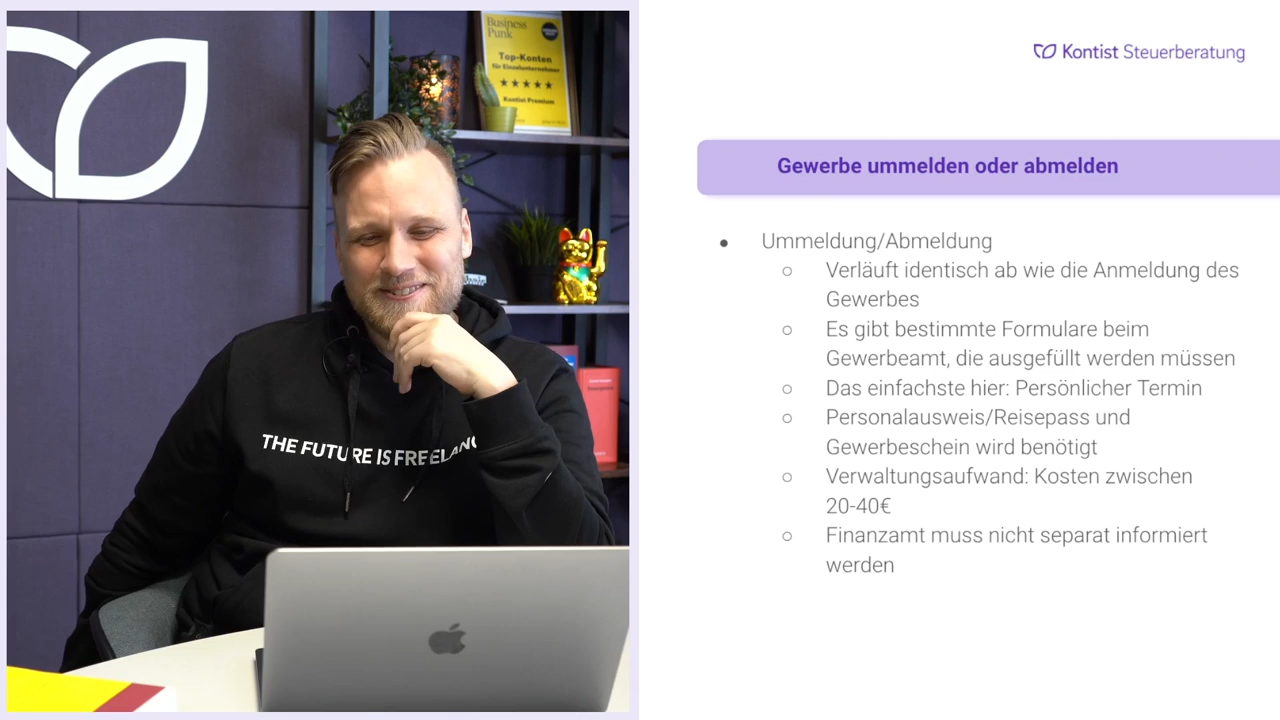 Business
Punk
Top-Konten
für Einzelunternehmer
Kontist Premium
THE FUTURE IS FREELANC
Kontist Steuerberatung
Gewerbe ummelden oder abmelden
Ummeldung/Abmeldung
Verläuft identisch ab wie die Anmeldung des
Gewerbes
Es gibt bestimmte Formulare beim
Gewerbeamt, die ausgefüllt werden müssen
Das einfachste hier: Persönlicher Termin
Personalausweis/Reisepass und
Gewerbeschein wird benötigt
Verwaltungsaufwand: Kosten zwischen
20-40€
Finanzamt muss nicht separat informiert
werden